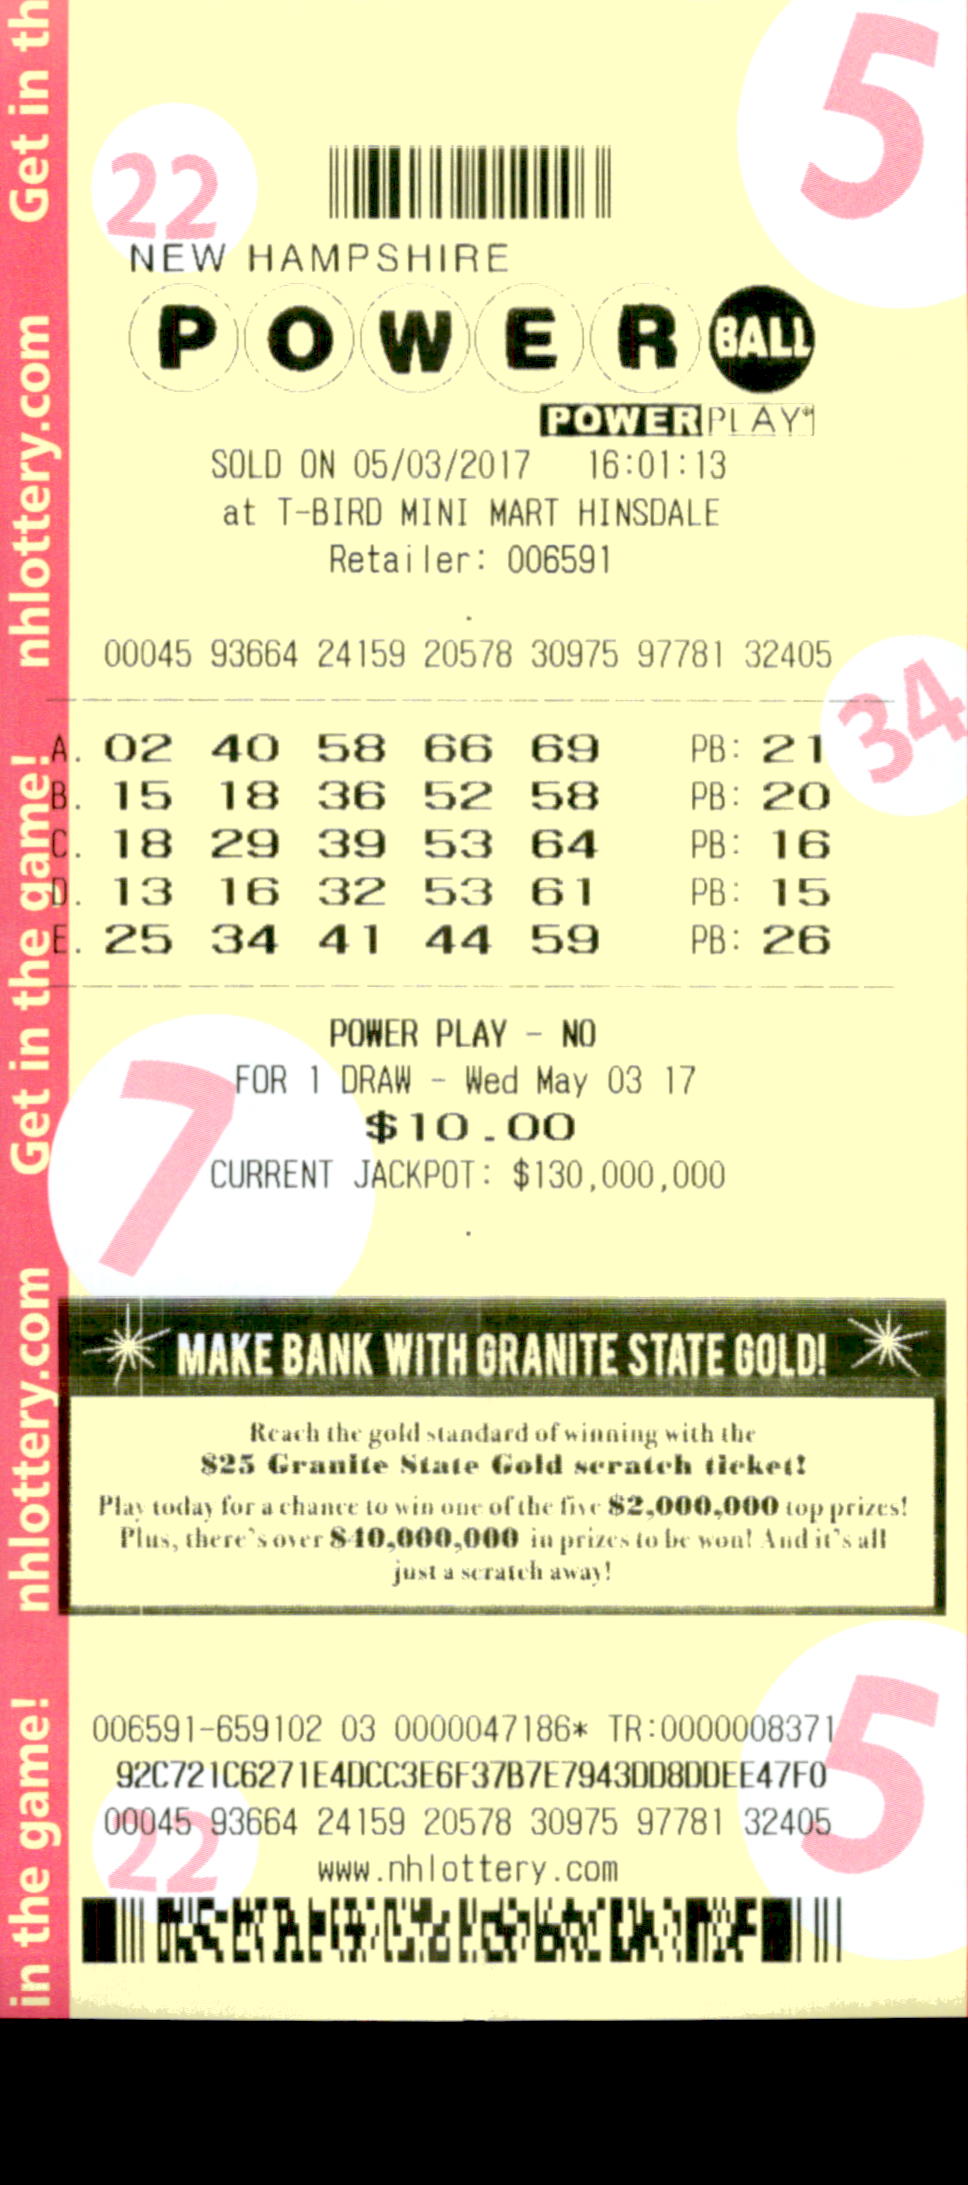 Get in th
nhlottery.com
Get in the game!
nhlottery.com
in the game!
5
22
NEW HAMPSHIRE
POWER BALL
POWER PLAY®
SOLD ON 05/03/2017 16:01:13
at T-BIRD MINI MART HINSDALE
Retailer: 006591
00045 93664 24159 20578 30975 97781 32405
34
A. 02 40 58 66 69 PB: 21
B. 15 18 36 52 58 PB: 20
C. 18 29 39 53 64 PB: 16
D. 13 16 32 53 61 PB: 15
E. 25 34 41 44 59 PB: 26
POWER PLAY - NO
FOR 1 DRAW - Wed May 03 17
$10.00
CURRENT JACKPOT: $130,000,000
7
MAKE BANK WITH GRANITE STATE GOLD!
Reach the gold standard of winning with the
$25 Granite State Gold scratch ticket!
Play today for a chance to win one of the five $2,000,000 top prizes!
Plus, there's over $40,000,000 in prizes to be won! And it's all
just a scratch away!
5
006591-659102 03 0000047186* TR:0000008371
92C721C6271E4DCC3E6F37B7E7943DD8DDEE47F0
00045 93664 24159 20578 30975 97781 32405
22
www.nhlottery.com